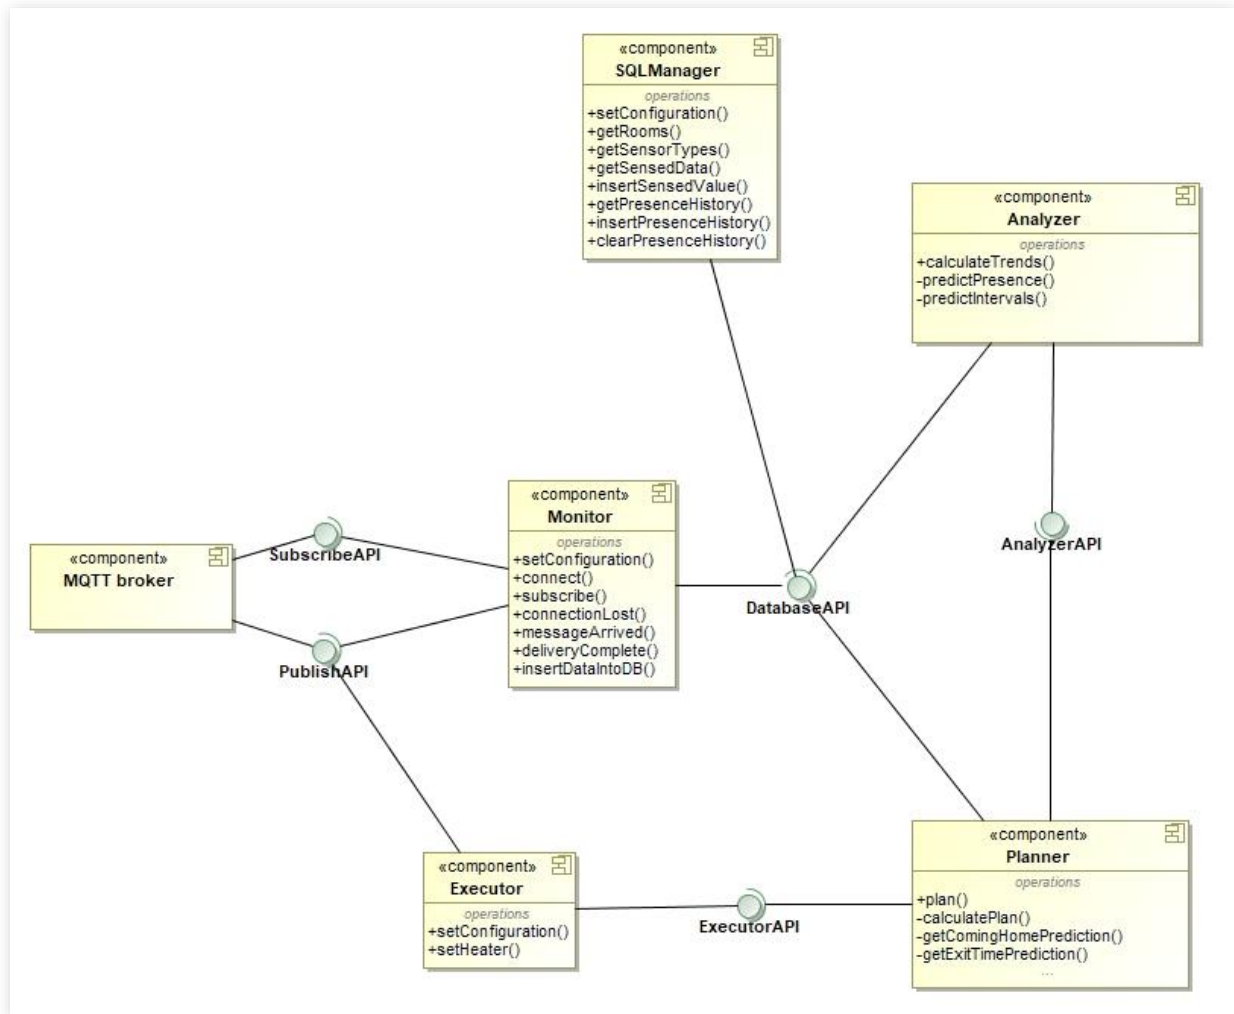 «component»
SQLManager
operations
+setConfiguration()
+getRooms()
+getSensorTypes()
+getSensedData()
+insertSensedValue()
+getPresenceHistory()
+insertPresenceHistory()
+clearPresenceHistory()
«component»
Analyzer
operations
+calculateTrends()
-predictPresence()
-predictIntervals()
«component»
Monitor
operations
+setConfiguration()
+connect()
+subscribe()
+connectionLost()
+messageArrived()
+deliveryComplete()
+insertDataIntoDB()
«component»
MQTT broker
SubscribeAPI
PublishAPI
DatabaseAPI
AnalyzerAPI
«component»
Executor
operations
+setConfiguration()
+setHeater()
ExecutorAPI
«component»
Planner
operations
+plan()
-calculatePlan()
-getComingHomePrediction()
-getExitTimePrediction()
...